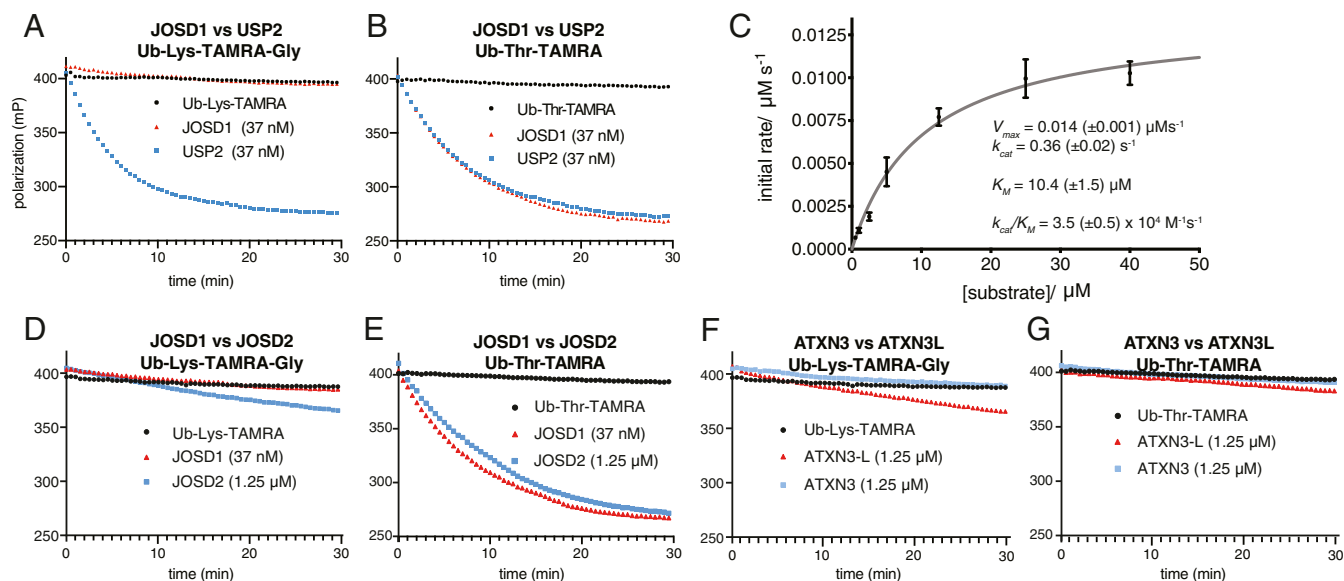 A
JOSD1 vs USP2
Ub-Lys-TAMRA-Gly
polarization (mP)
400
350
300
250
Ub-Lys-TAMRA
JOSD1 (37 nM)
USP2 (37 nM)
0 10 20 30
time (min)
B
JOSD1 vs USP2
Ub-Thr-TAMRA
400
350
300
250
Ub-Thr-TAMRA
JOSD1 (37 nM)
USP2 (37 nM)
0 10 20 30
time (min)
C
initial rate/ µM s⁻¹
0.0125
0.0100
0.0075
0.0050
0.0025
0.0000
Vmax = 0.014 (±0.001) µMs⁻¹
kcat = 0.36 (±0.02) s⁻¹
KM = 10.4 (±1.5) µM
kcat/KM = 3.5 (±0.5) x 10⁴ M⁻¹s⁻¹
0 10 20 30 40 50
[substrate]/ µM
D
JOSD1 vs JOSD2
Ub-Lys-TAMRA-Gly
400
350
300
250
Ub-Lys-TAMRA
JOSD1 (37 nM)
JOSD2 (1.25 µM)
0 10 20 30
time (min)
E
JOSD1 vs JOSD2
Ub-Thr-TAMRA
400
350
300
250
Ub-Thr-TAMRA
JOSD1 (37 nM)
JOSD2 (1.25 µM)
0 10 20 30
time (min)
F
ATXN3 vs ATXN3L
Ub-Lys-TAMRA-Gly
400
350
300
250
Ub-Lys-TAMRA
ATXN3-L (1.25 µM)
ATXN3 (1.25 µM)
0 10 20 30
time (min)
G
ATXN3 vs ATXN3L
Ub-Thr-TAMRA
400
350
300
250
Ub-Thr-TAMRA
ATXN3-L (1.25 µM)
ATXN3 (1.25 µM)
0 10 20 30
time (min)